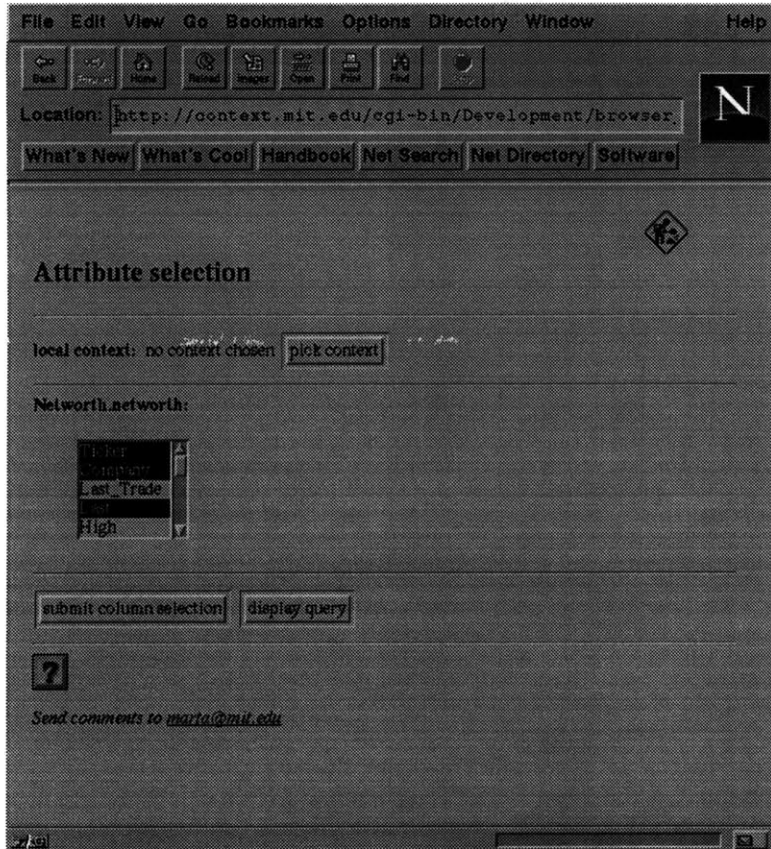 File Edit View Go Bookmarks Options Directory Window Help
Back Forward Home Reload Images Open Print Find Stop
Location: http://context.mit.edu/cgi-bin/Development/browser
N
What's New What's Cool Handbook Net Search Net Directory Software
Attribute selection
local context: no context chosen pick context
Networth.networth:
Ticker
Company
Last_Trade
Last
High
submit column selection display query
?
Send comments to marta@mit.edu